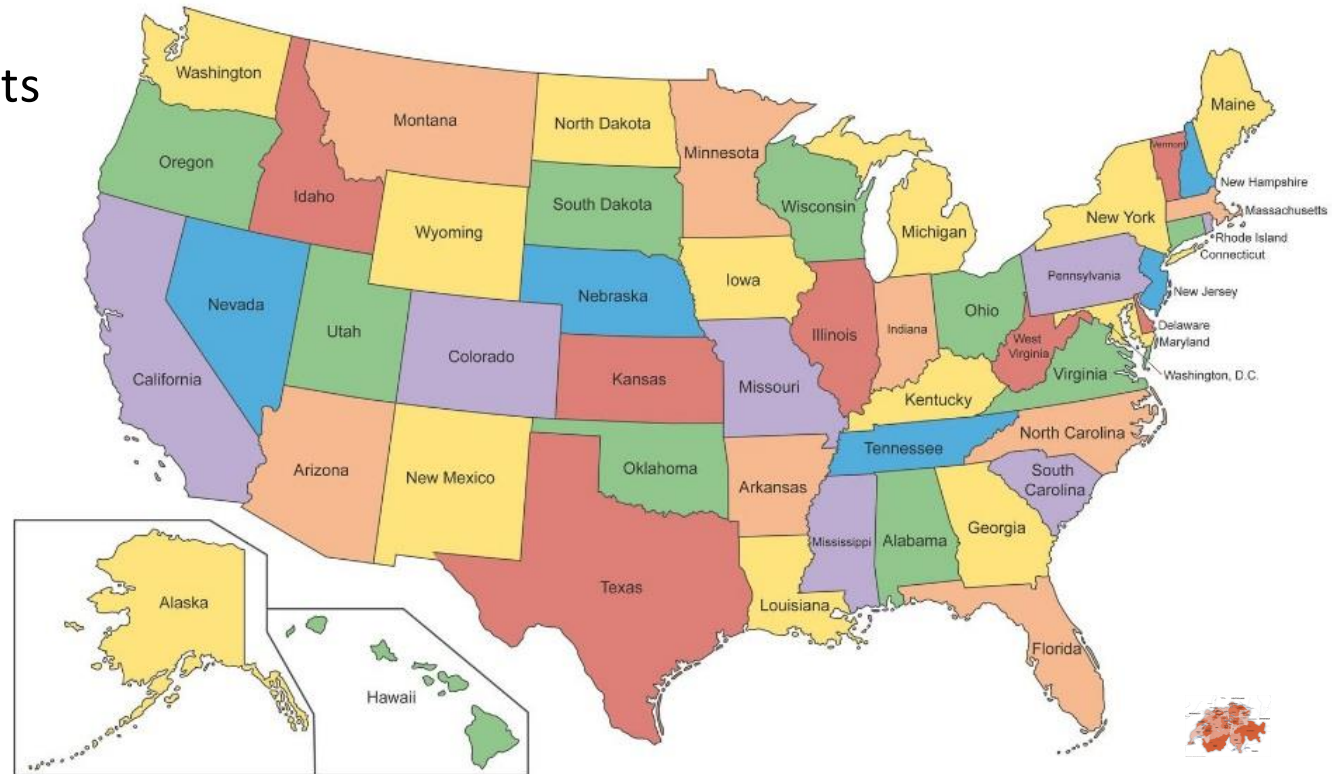 ts
Washington
Oregon
Idaho
Montana
North Dakota
Minnesota
South Dakota
Wyoming
Wisconsin
Michigan
Maine
Vermont
New Hampshire
Massachusetts
Rhode Island
Connecticut
New York
Pennsylvania
New Jersey
Delaware
Maryland
Washington, D.C.
Nevada
Utah
California
Colorado
Nebraska
Iowa
Illinois
Indiana
Ohio
West
Virginia
Virginia
Kansas
Missouri
Kentucky
Tennessee
North Carolina
South
Carolina
Arizona
New Mexico
Oklahoma
Arkansas
Mississippi
Alabama
Georgia
Texas
Louisiana
Florida
Alaska
Hawaii